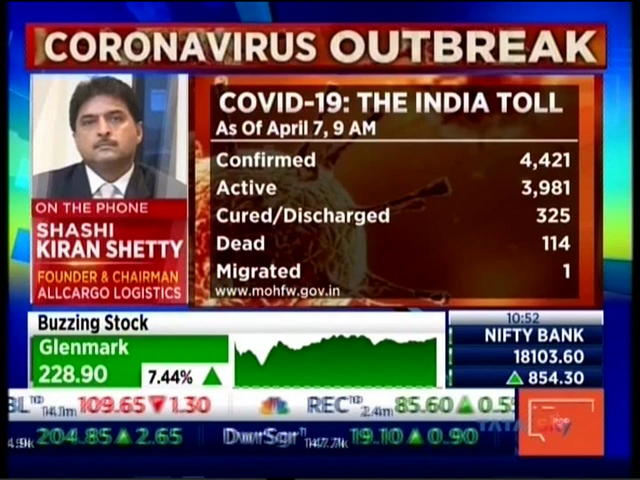 CORONAVIRUS OUTBREAK
COVID-19: THE INDIA TOLL
As Of April 7, 9 AM
Confirmed 4,421
Active 3,981
Cured/Discharged 325
Dead 114
Migrated 1
www.mohfw.gov.in
ON THE PHONE
SHASHI
KIRAN SHETTY
FOUNDER & CHAIRMAN
ALLCARGO LOGISTICS
Buzzing Stock
Glenmark
228.90 7.44%
10:52
NIFTY BANK
18103.60
854.30
109.65 1.30 REC 2.4m 85.60
204.85 2.65 DwrSgr 19.10 0.90